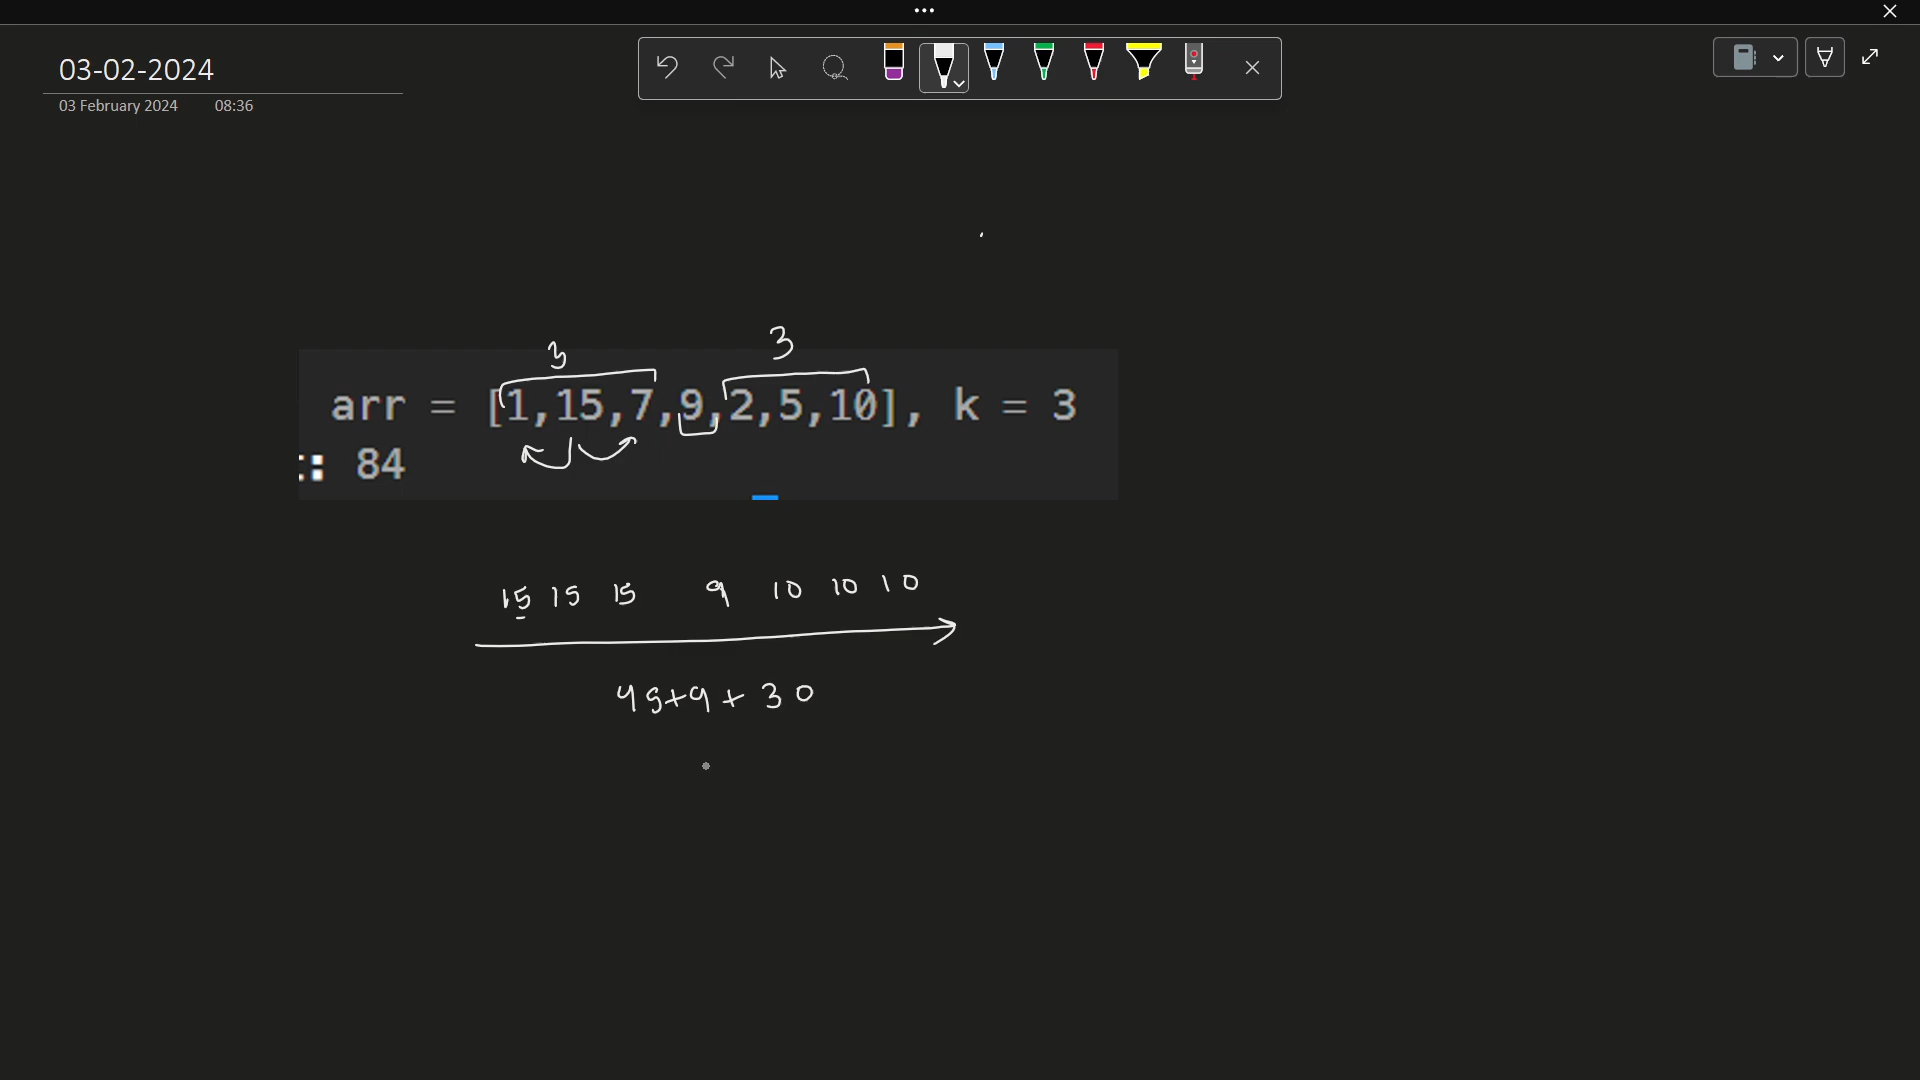 03-02-2024
03 February 2024 08:36
3 3
arr = [1,15,7,9,2,5,10], k = 3
: 84
15 15 15 9 10 10 10
45+9+30